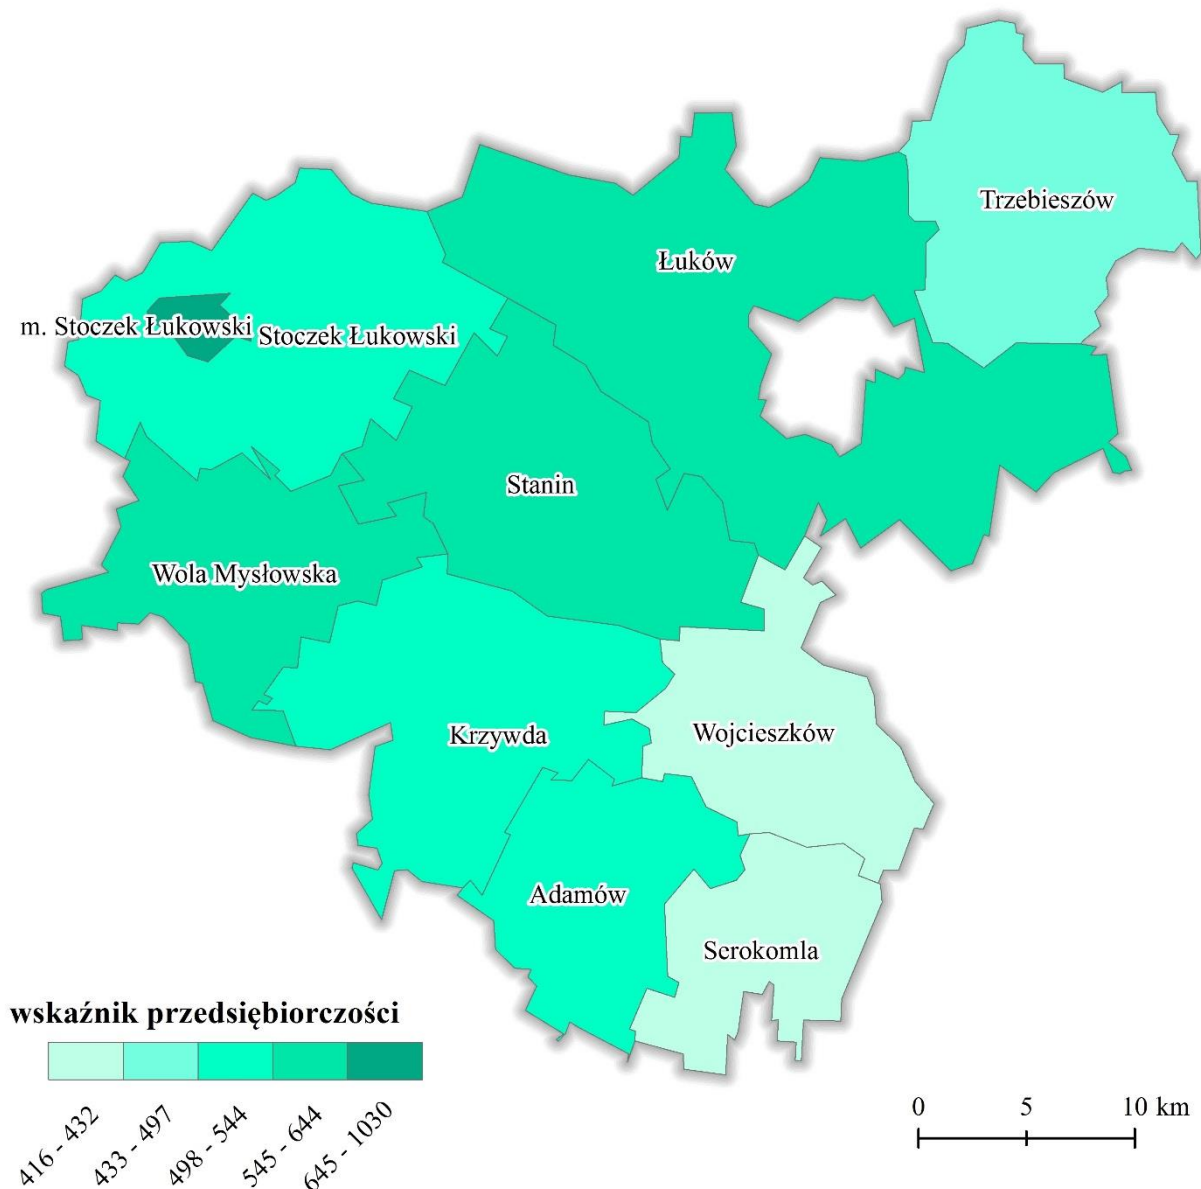 Trzebieszów
Łuków
m. Stoczek Łukowski
Stoczek Łukowski
Stanin
Wola Mysłowska
Krzywda
Wojcieszków
Adamów
Serokomla
wskaźnik przedsiębiorczości
416 - 432
433 - 497
498 - 544
545 - 644
645 - 1030
0 5 10 km